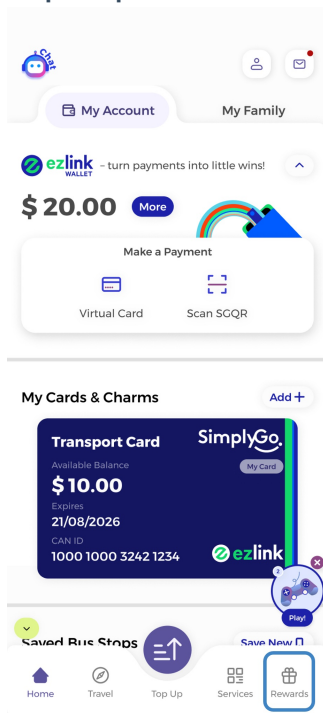 Chat
My Account
My Family
ezlink
WALLET
– turn payments into little wins!
$ 20.00
More
Make a Payment
Virtual Card
Scan SGQR
My Cards & Charms
Add +
Transport Card
SimplyGo.
Available Balance
My Card
$ 10.00
Expires
21/08/2026
CAN ID
1000 1000 3242 1234
ezlink
2
Play!
Saved Bus Stops
Save New
Home
Travel
Top Up
Services
Rewards